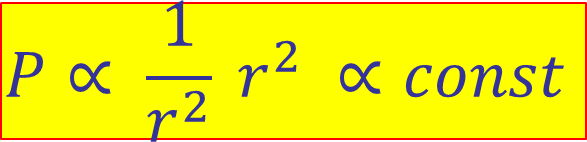 P ∝ 1/r² r² ∝ const